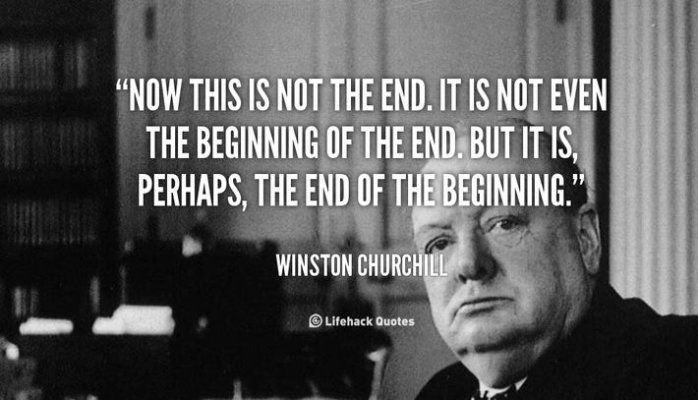 “NOW THIS IS NOT THE END. IT IS NOT EVEN
THE BEGINNING OF THE END. BUT IT IS,
PERHAPS, THE END OF THE BEGINNING.”
WINSTON CHURCHILL
Lifehack Quotes